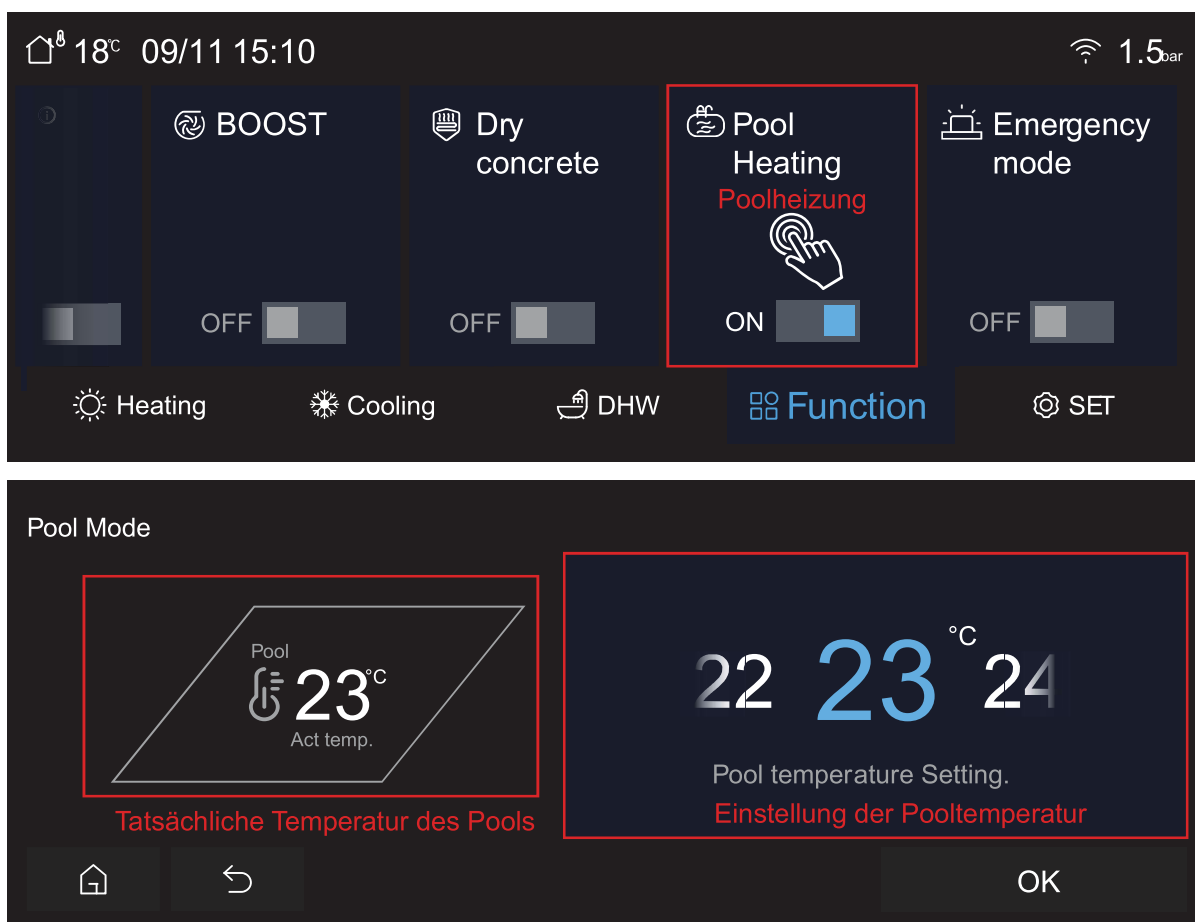 18°C 09/11 15:10 1.5bar
BOOST
Dry
concrete
Pool
Heating
Poolheizung
Emergency
mode
OFF
OFF
ON
OFF
Heating
Cooling
DHW
Function
SET
Pool Mode
Pool
23°C
Act temp.
Tatsächliche Temperatur des Pools
22 23°C 24
Pool temperature Setting.
Einstellung der Pooltemperatur
OK